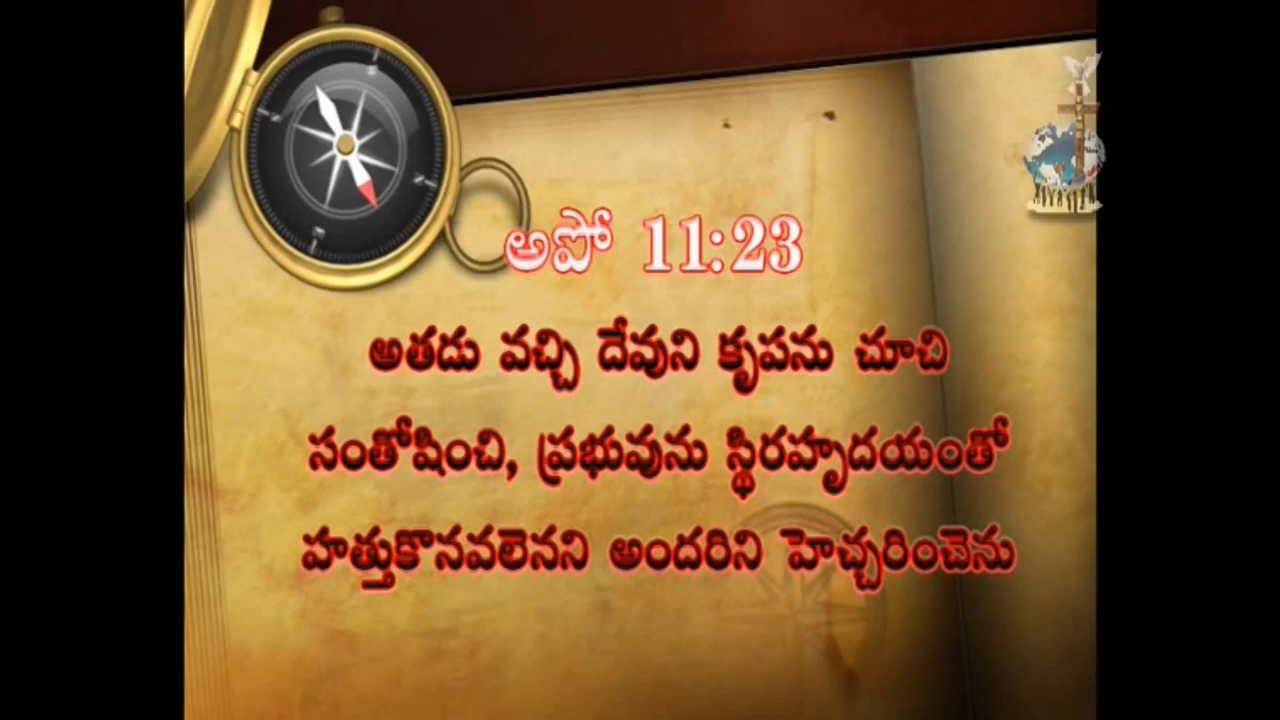 అపో 11:23
అతడు వచ్చి దేవుని కృపను చూచి
సంతోషించి, ప్రభువును స్థిరహృదయంతో
హత్తుకొనవలెనని అందరిని హెచ్చరించెను